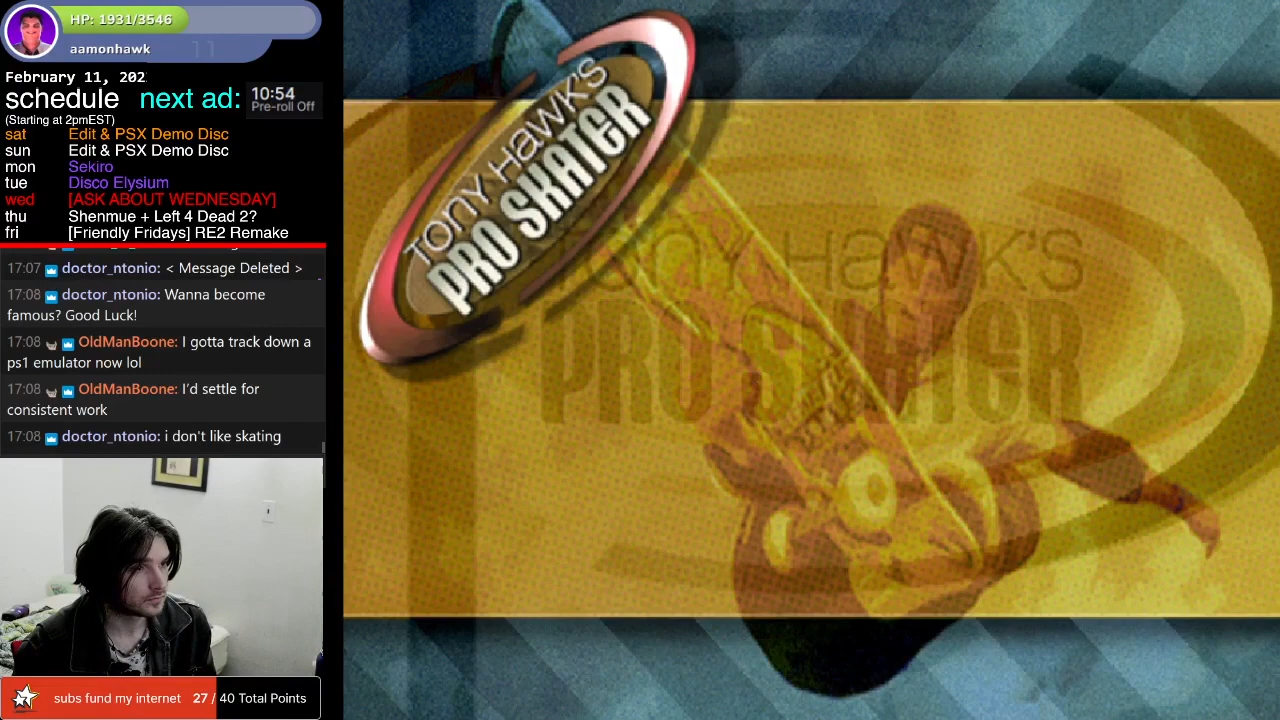 HP: 1931/3546
aamonhawk
11
February 11, 202
schedule next ad: 10:54
Pre-roll Off
(Starting at 2pmEST)
sat Edit & PSX Demo Disc
sun Edit & PSX Demo Disc
mon Sekiro
tue Disco Elysium
wed [ASK ABOUT WEDNESDAY]
thu Shenmue + Left 4 Dead 2?
fri [Friendly Fridays] RE2 Remake
17:07 doctor_ntonio: < Message Deleted >
17:08 doctor_ntonio: Wanna become
famous? Good Luck!
17:08 OldManBoone: I gotta track down a
ps1 emulator now lol
17:08 OldManBoone: I'd settle for
consistent work
17:08 doctor_ntonio: i don't like skating
subs fund my internet 27 / 40 Total Points
TONY HAWK'S
PRO SKATER
TONY HAWK'S
PRO SKATER